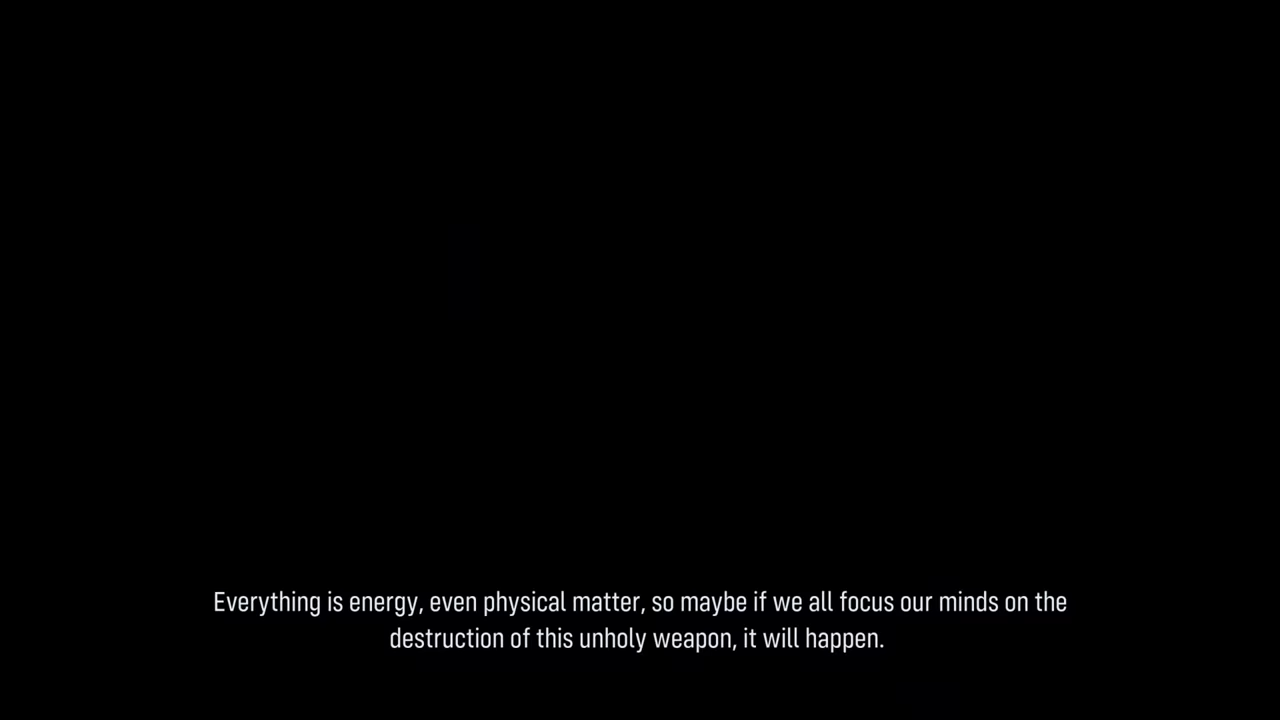 Everything is energy, even physical matter, so maybe if we all focus our minds on the
destruction of this unholy weapon, it will happen.